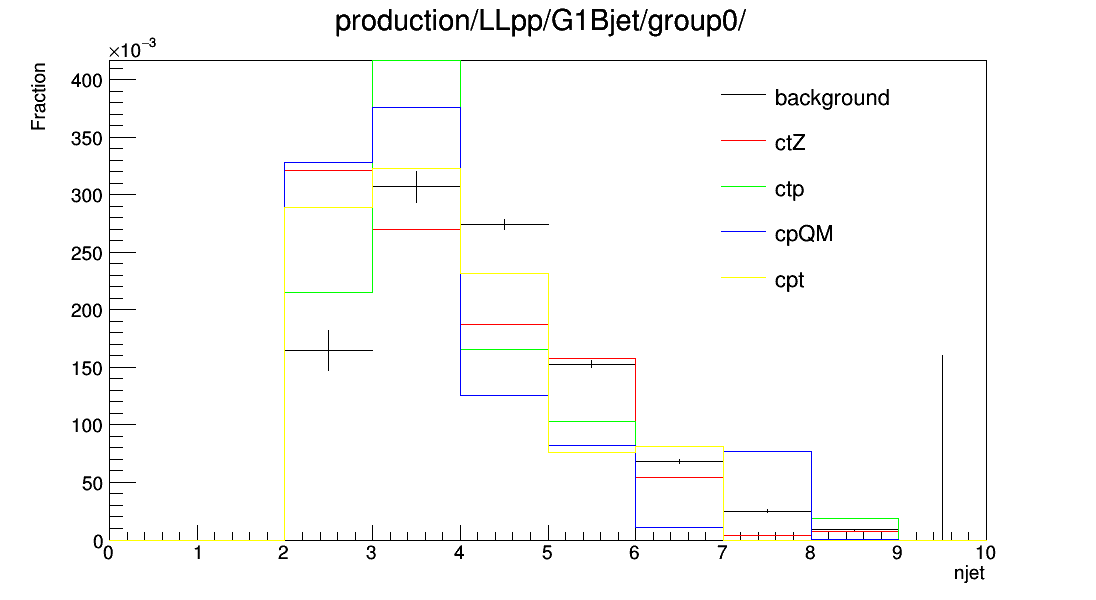 production/LLpp/G1Bjet/group0/
×10⁻³
Fraction
400
350
300
250
200
150
100
50
0
background
ctZ
ctp
cpQM
cpt
0 1 2 3 4 5 6 7 8 9 10
njet